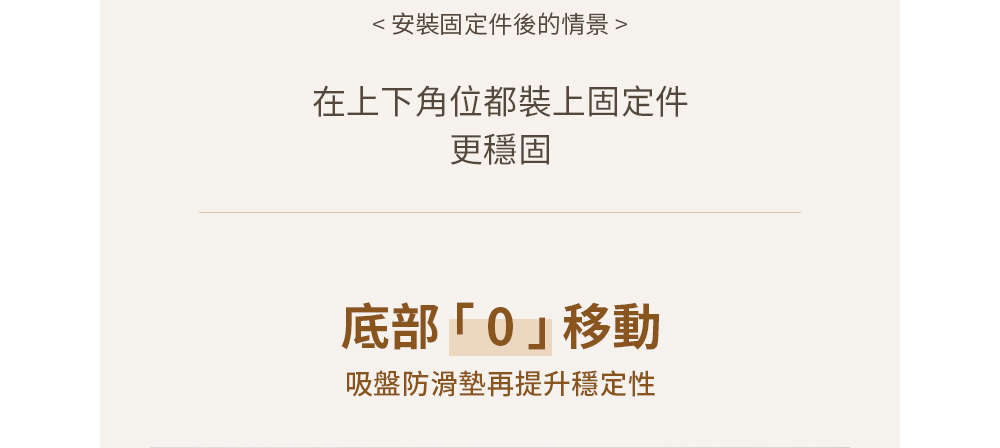 < 安裝固定件後的情景 >
在上下角位都裝上固定件
更穩固
底部「0」移動
吸盤防滑墊再提升穩定性